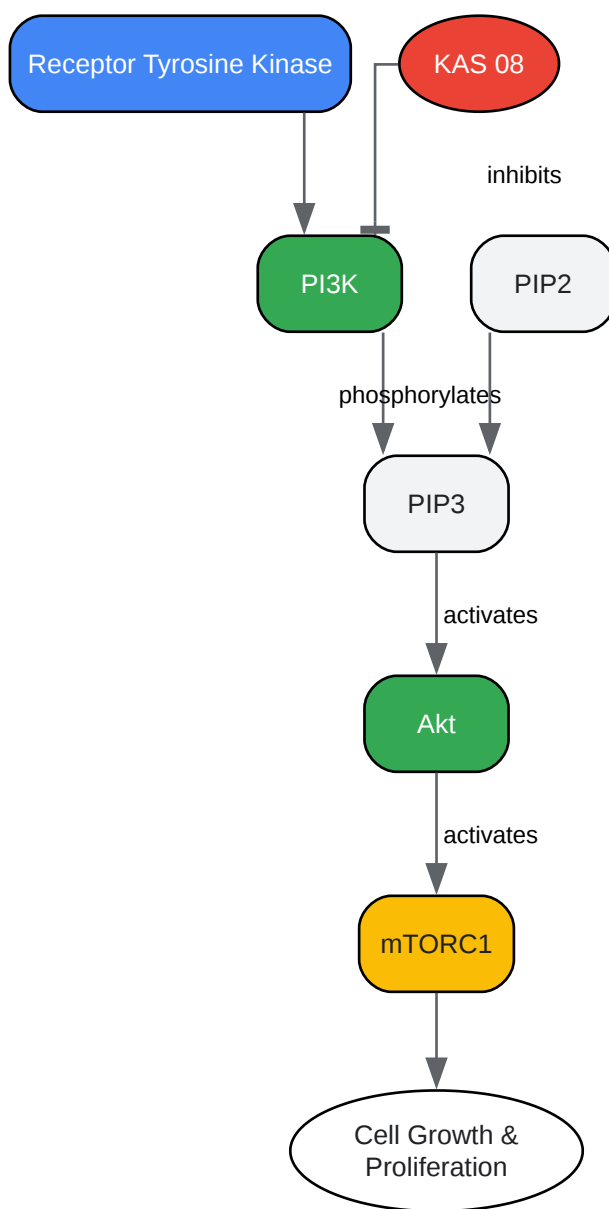 Receptor Tyrosine Kinase
KAS 08
inhibits
PI3K
PIP2
phosphorylates
PIP3
activates
Akt
activates
mTORC1
Cell Growth &
Proliferation